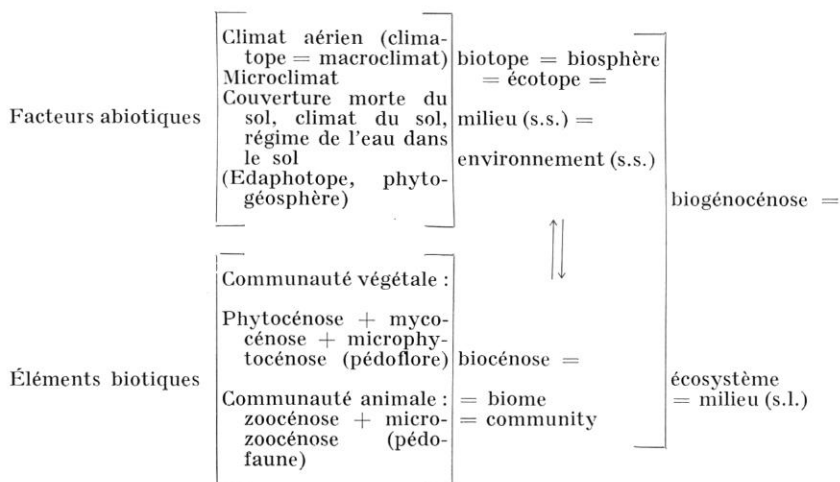 Facteurs abiotiques
Climat aérien (clima-
tope = macroclimat)
Microclimat
Couverture morte du
sol, climat du sol,
régime de l'eau dans
le sol
(Edaphotope, phyto-
géosphère)
biotope = biosphère
= écotope =
milieu (s.s.) =
environnement (s.s.)
Éléments biotiques
Communauté végétale :
Phytocénose + myco-
cénose + microphy-
tocénose (pédoflore)
Communauté animale :
zoocénose + micro-
zoocénose (pédo-
faune)
biocénose =
= biome
= community
biogénocénose =
écosystème
= milieu (s.l.)